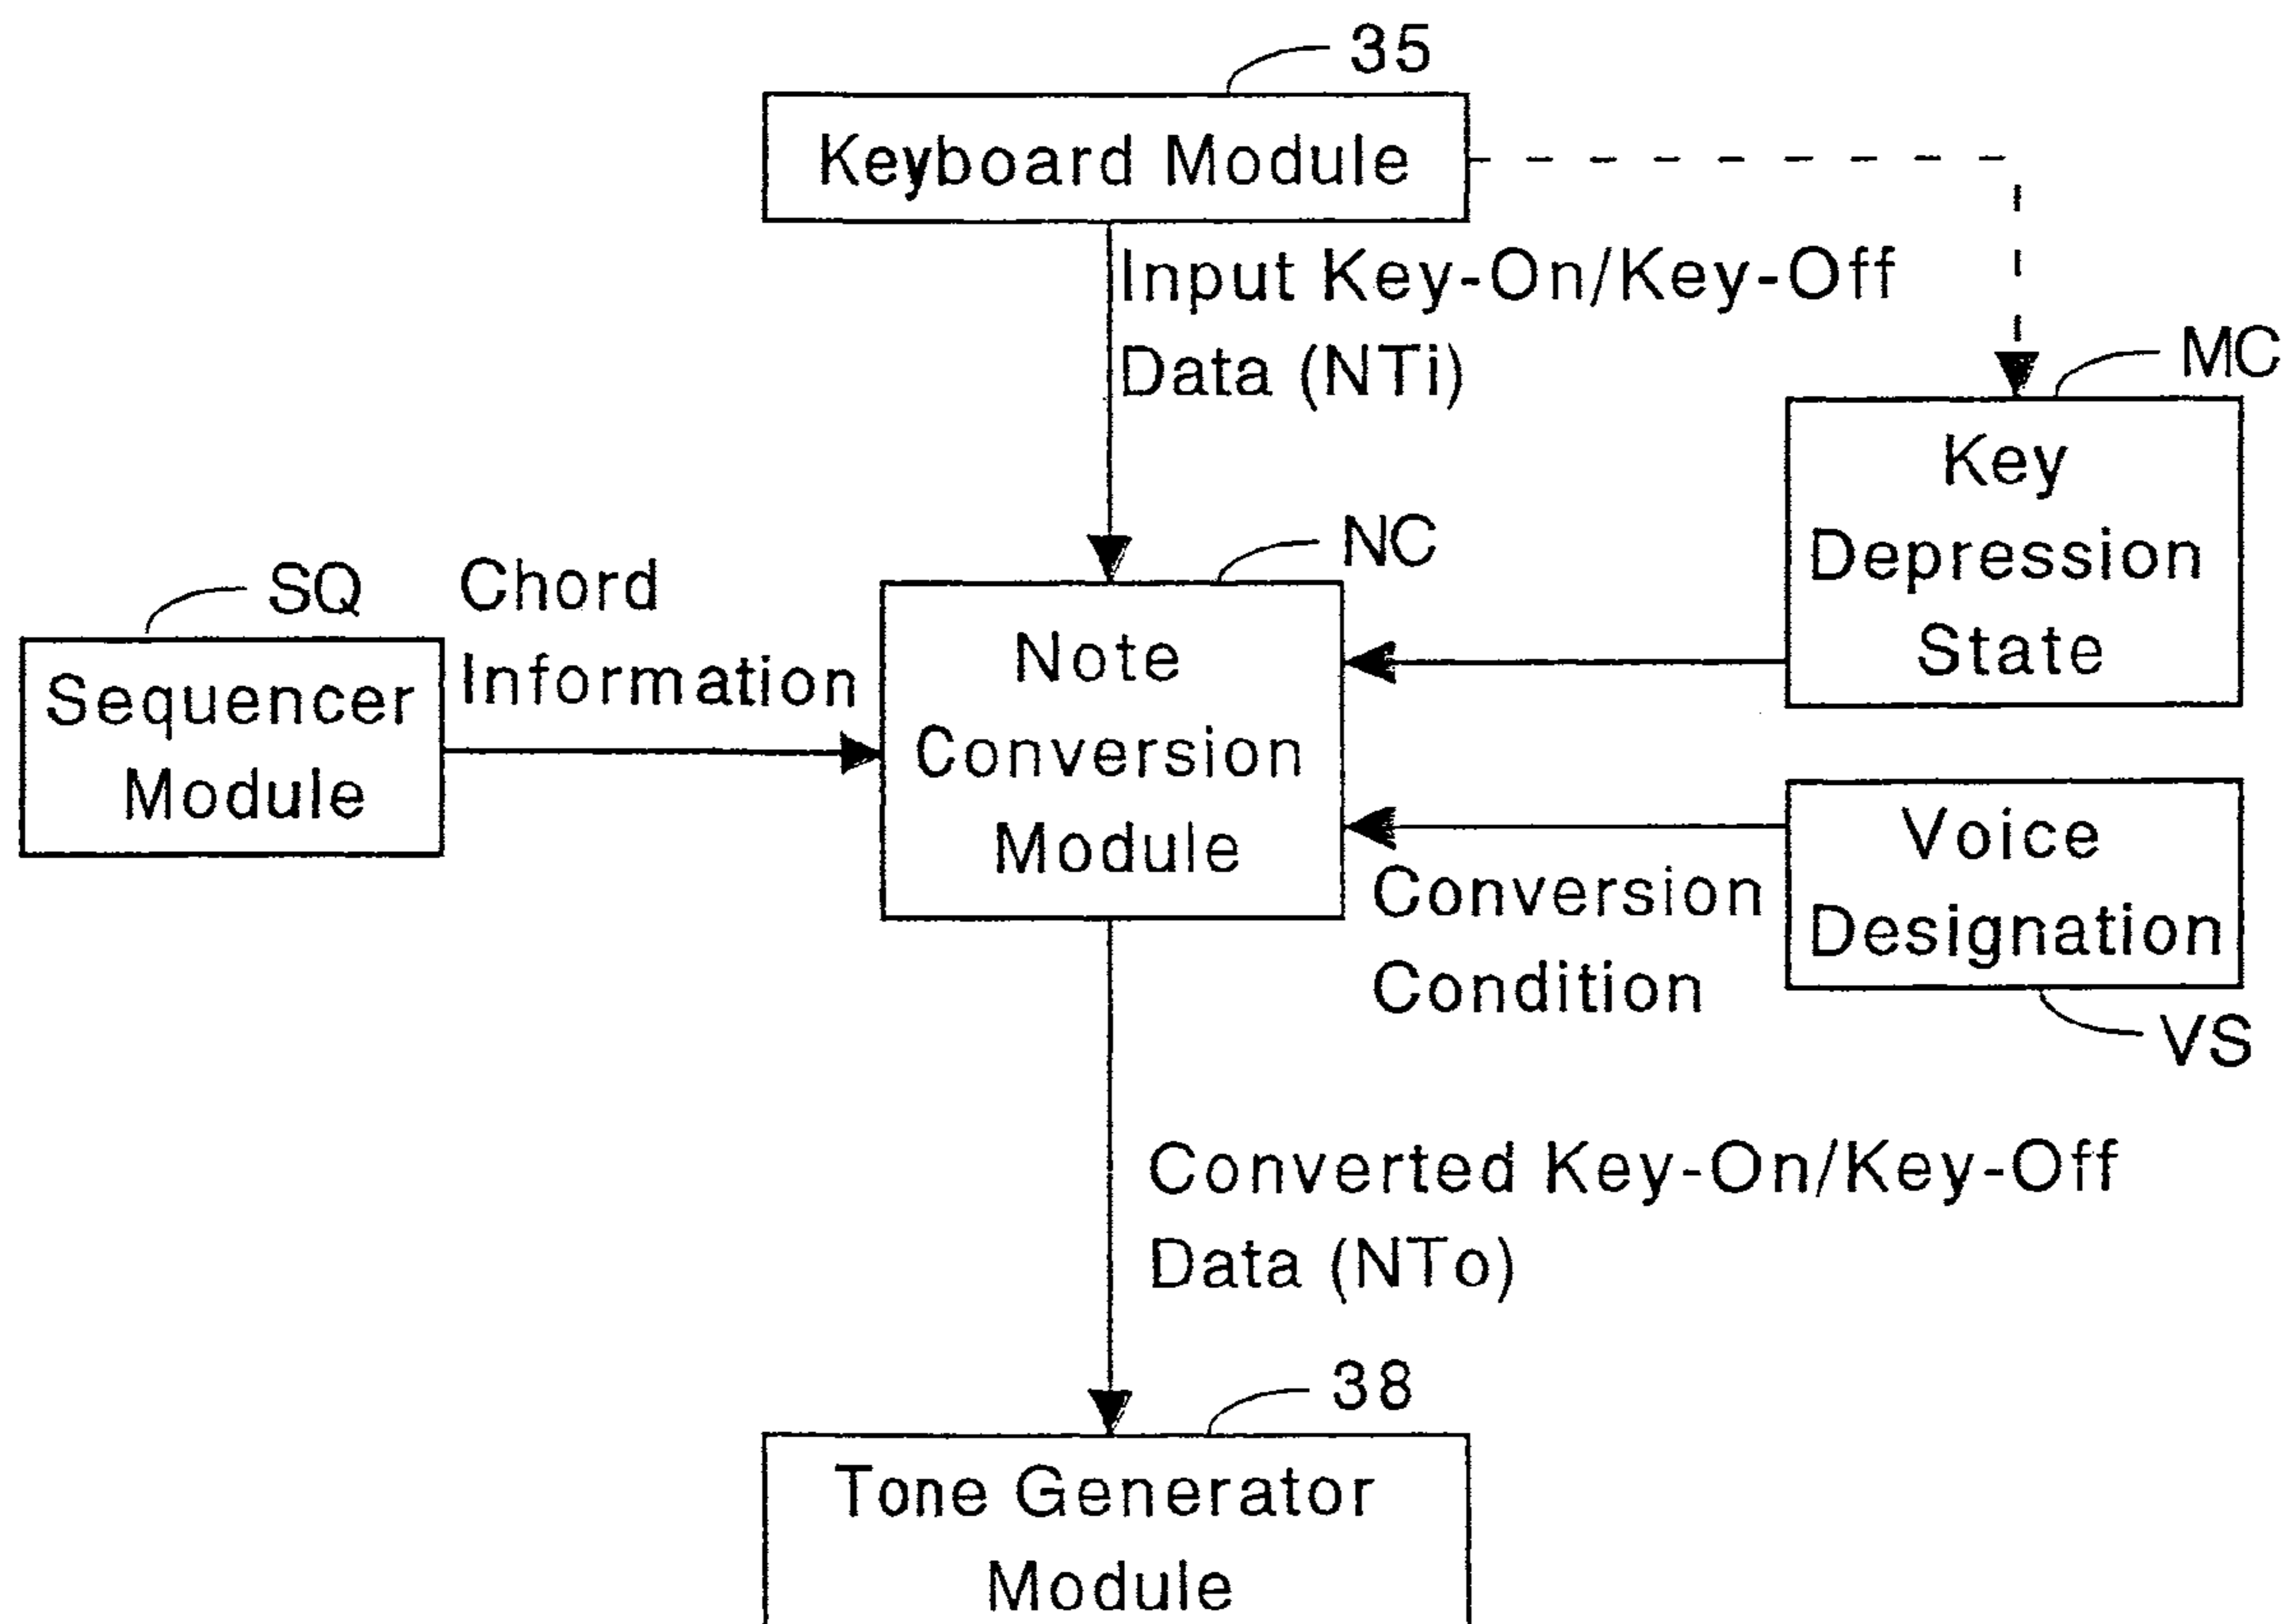 35
Keyboard Module
Input Key-On/Key-Off
Data (NTi)
MC
Key
Depression
State
NC
SQ
Chord
Information
Sequencer
Module
Note
Conversion
Module
Voice
Designation
Conversion
Condition
VS
Converted Key-On/Key-Off
Data (NTo)
38
Tone Generator
Module